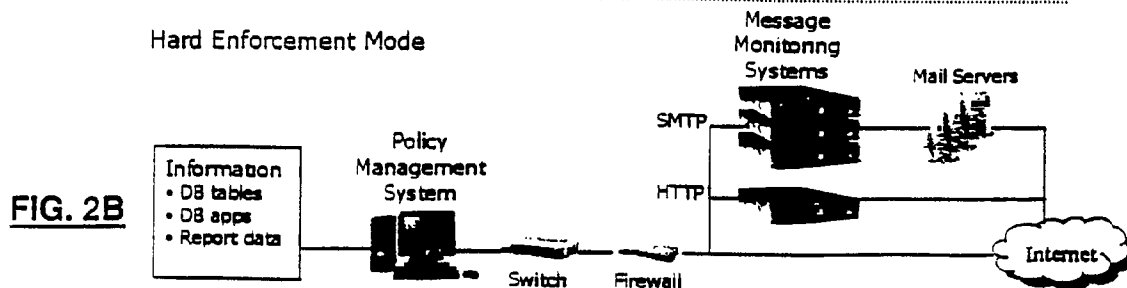 Hard Enforcement Mode
Message
Monitoring
Systems
Mail Servers
SMTP
Policy
Management
System
Information
• DB tables
• DB apps
• Report data
HTTP
FIG. 2B
Internet
Switch
Firewall